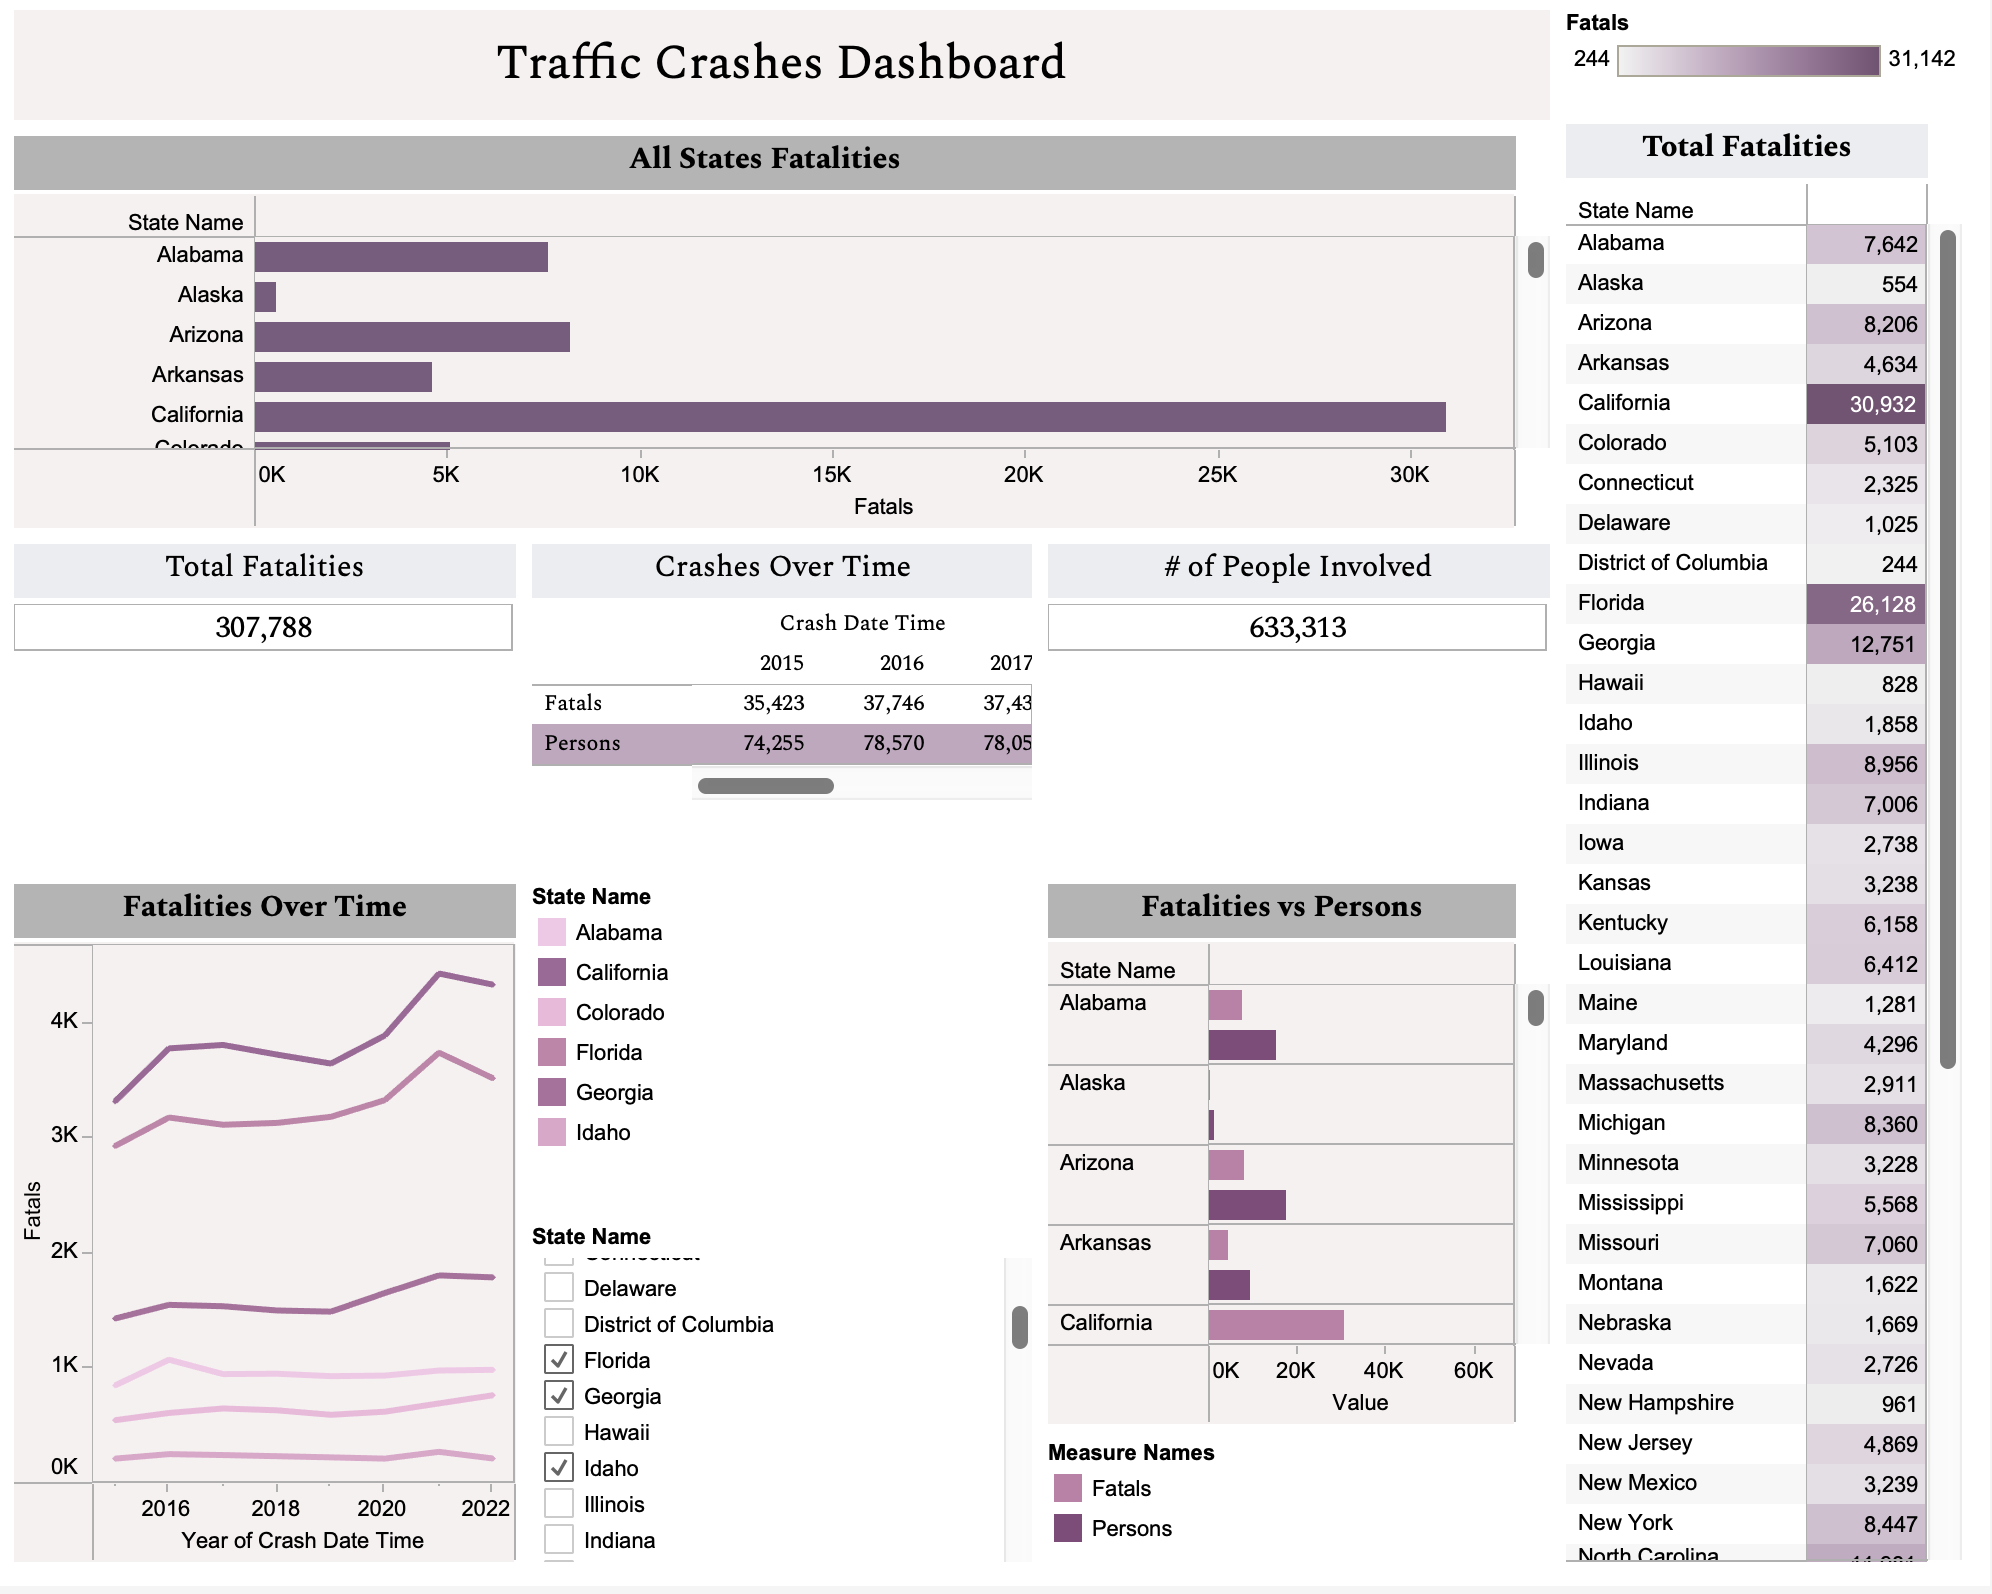 Traffic Crashes Dashboard
Fatals
244 31,142
All States Fatalities
State Name
Alabama
Alaska
Arizona
Arkansas
California
Colorado
0K 5K 10K 15K 20K 25K 30K
Fatals
Total Fatalities
307,788
Crashes Over Time
Crash Date Time
2015 2016 2017
Fatals 35,423 37,746 37,43
Persons 74,255 78,570 78,05
# of People Involved
633,313
Fatalities Over Time
Fatals
4K
3K
2K
1K
0K
2016 2018 2020 2022
Year of Crash Date Time
State Name
Alabama
California
Colorado
Florida
Georgia
Idaho
State Name
Connecticut
Delaware
District of Columbia
Florida
Georgia
Hawaii
Idaho
Illinois
Indiana
Fatalities vs Persons
State Name
Alabama
Alaska
Arizona
Arkansas
California
0K 20K 40K 60K
Value
Measure Names
Fatals
Persons
Total Fatalities
State Name
Alabama 7,642
Alaska 554
Arizona 8,206
Arkansas 4,634
California 30,932
Colorado 5,103
Connecticut 2,325
Delaware 1,025
District of Columbia 244
Florida 26,128
Georgia 12,751
Hawaii 828
Idaho 1,858
Illinois 8,956
Indiana 7,006
Iowa 2,738
Kansas 3,238
Kentucky 6,158
Louisiana 6,412
Maine 1,281
Maryland 4,296
Massachusetts 2,911
Michigan 8,360
Minnesota 3,228
Mississippi 5,568
Missouri 7,060
Montana 1,622
Nebraska 1,669
Nevada 2,726
New Hampshire 961
New Jersey 4,869
New Mexico 3,239
New York 8,447
North Carolina